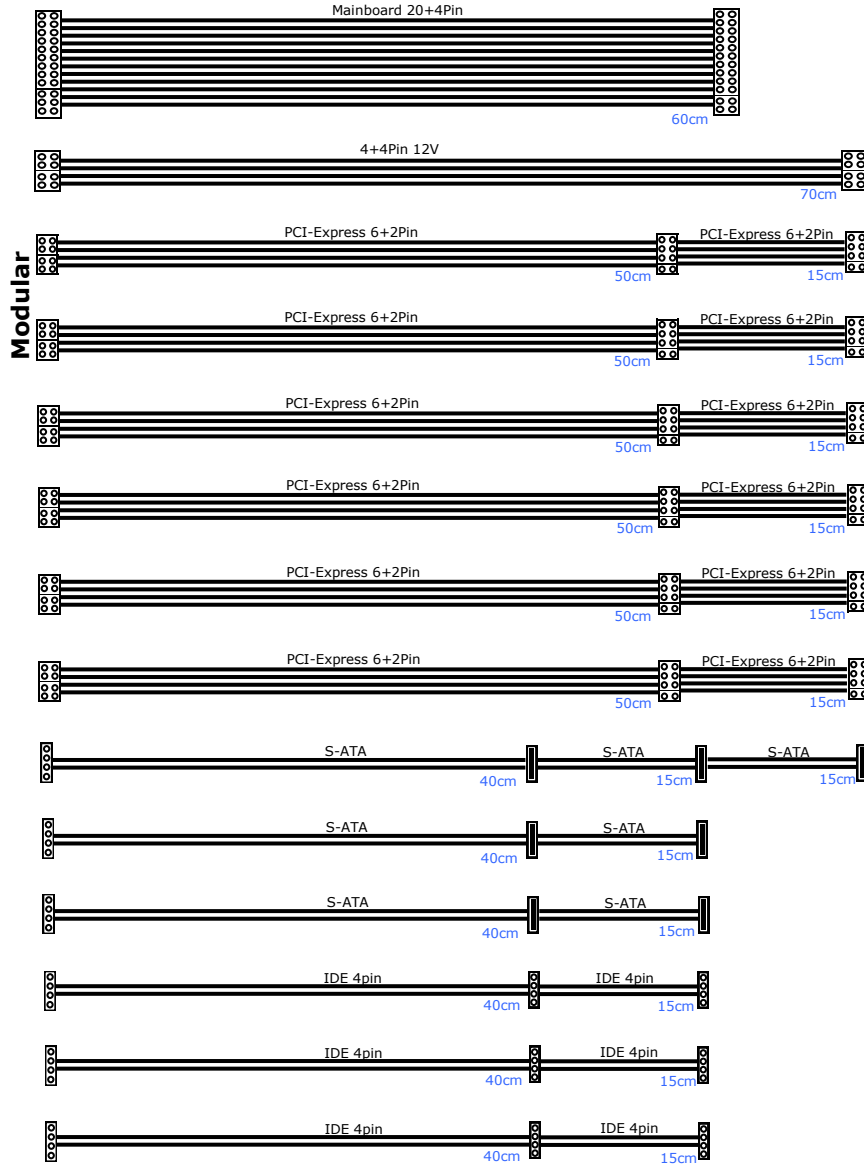 Mainboard 20+4Pin
60cm
4+4Pin 12V
70cm
Modular
PCI-Express 6+2Pin PCI-Express 6+2Pin
50cm 15cm
PCI-Express 6+2Pin PCI-Express 6+2Pin
50cm 15cm
PCI-Express 6+2Pin PCI-Express 6+2Pin
50cm 15cm
PCI-Express 6+2Pin PCI-Express 6+2Pin
50cm 15cm
PCI-Express 6+2Pin PCI-Express 6+2Pin
50cm 15cm
PCI-Express 6+2Pin PCI-Express 6+2Pin
50cm 15cm
S-ATA S-ATA S-ATA
40cm 15cm 15cm
S-ATA S-ATA
40cm 15cm
S-ATA S-ATA
40cm 15cm
IDE 4pin IDE 4pin
40cm 15cm
IDE 4pin IDE 4pin
40cm 15cm
IDE 4pin IDE 4pin
40cm 15cm